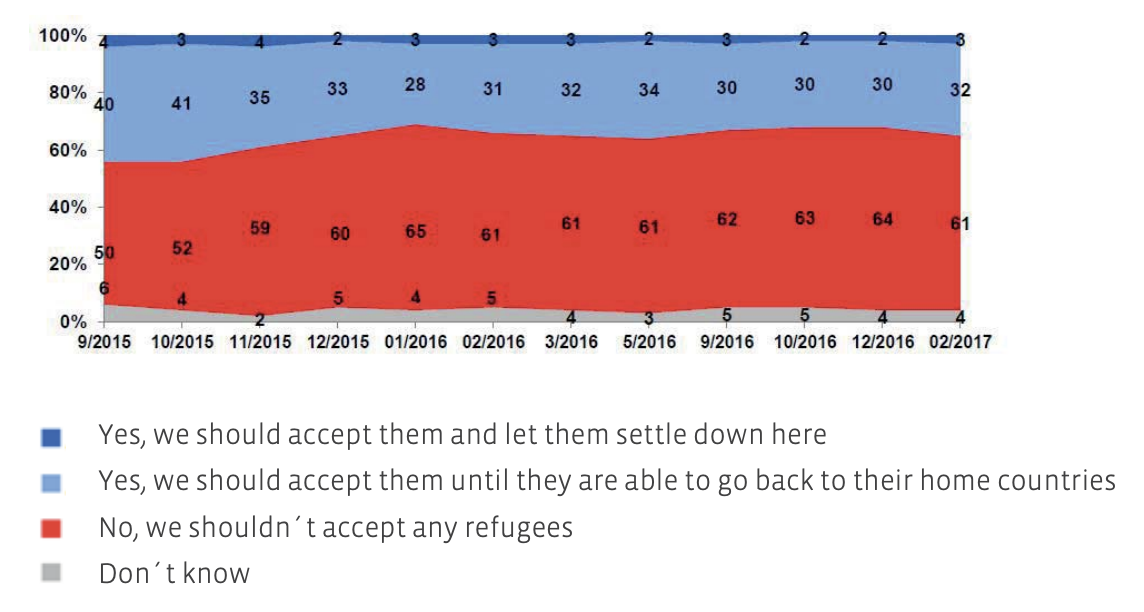 100% 4 3 4 2 3 3 3 2 3 2 2 3
80% 40 41 35 33 28 31 32 34 30 30 30 32
60%
40% 50 52 59 60 65 61 61 61 62 63 64 61
20%
6 4 2 5 4 5 4 3 5 5 4 4
0%
9/2015 10/2015 11/2015 12/2015 01/2016 02/2016 3/2016 5/2016 9/2016 10/2016 12/2016 02/2017
Yes, we should accept them and let them settle down here
Yes, we should accept them until they are able to go back to their home countries
No, we shouldn´t accept any refugees
Don´t know